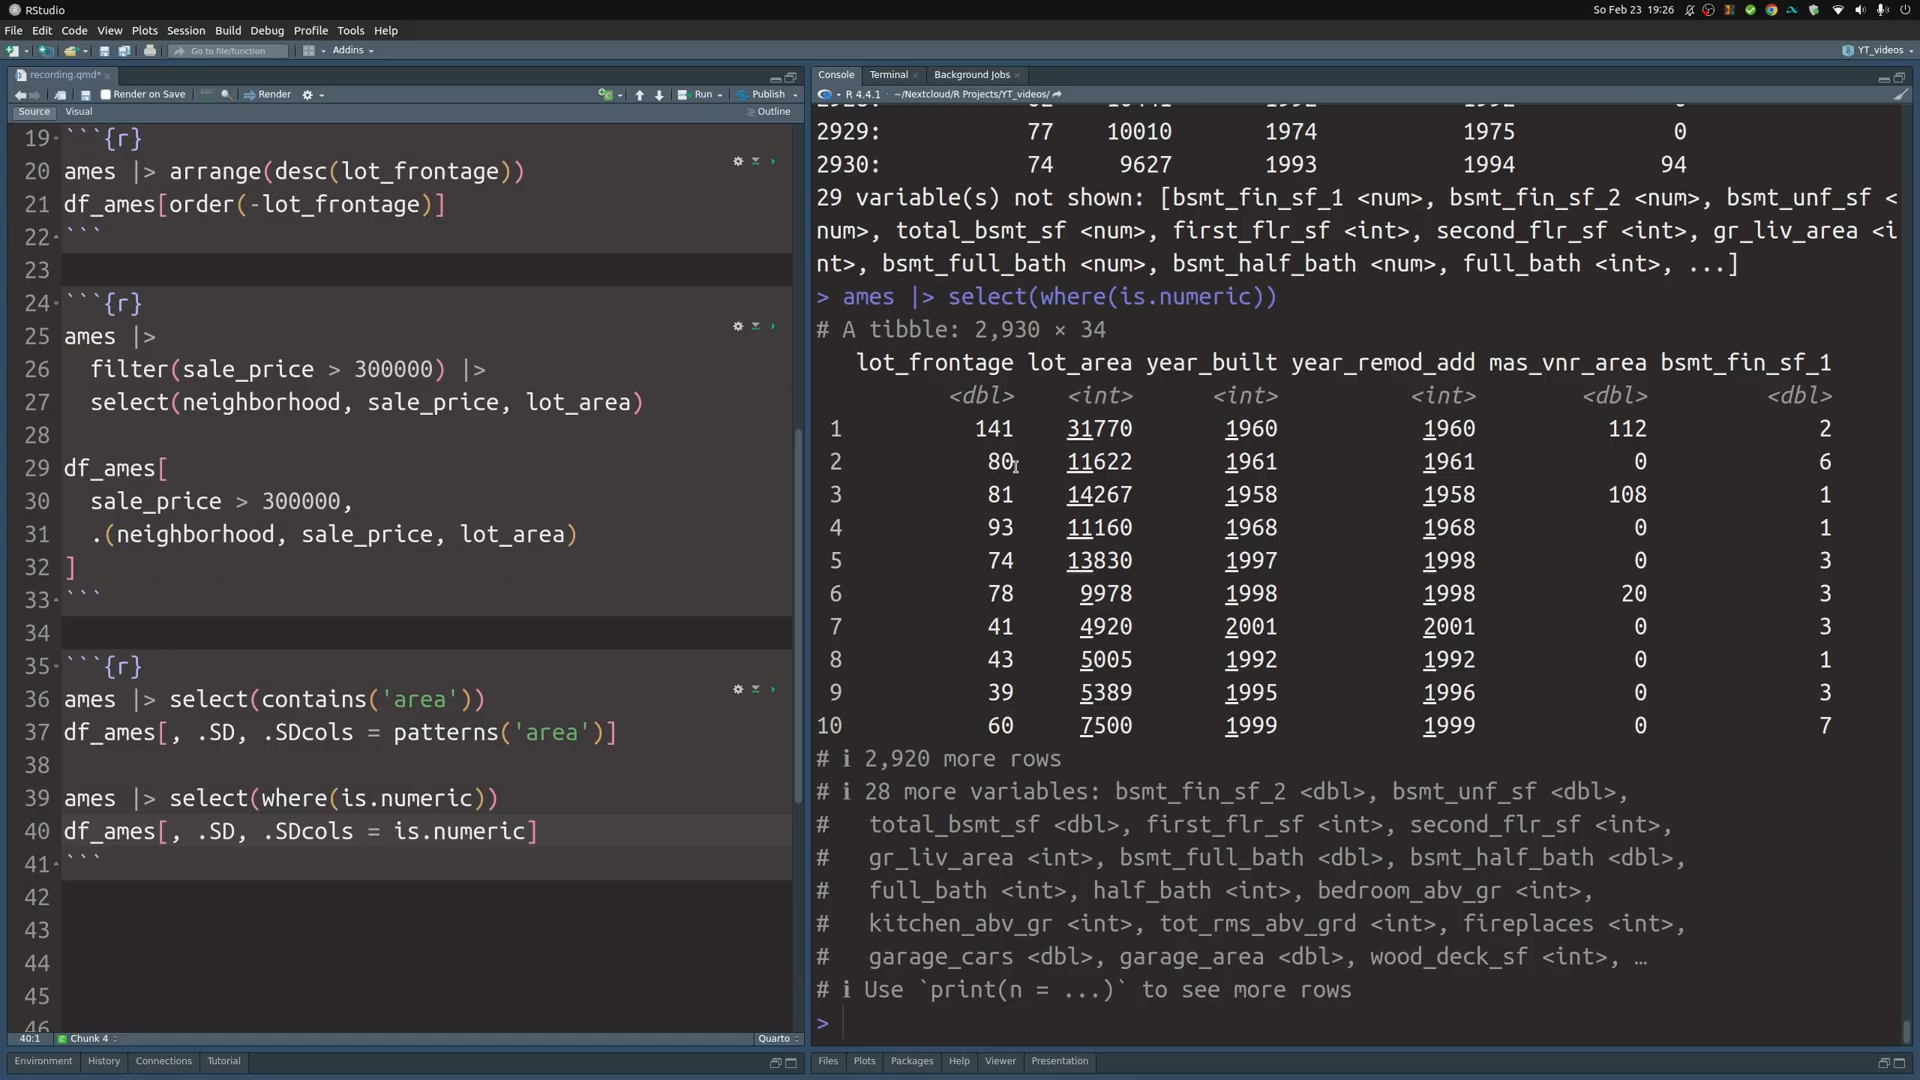 RStudio
So Feb 23 19:26
File Edit Code View Plots Session Build Debug Profile Tools Help
Go to file/function
Addins
YT_videos
recording.qmd*
Render on Save
Render
Run
Publish
Source Visual
Outline
19 ```{r}
20 ames |> arrange(desc(lot_frontage))
21 df_ames[order(-lot_frontage)]
22 ```
23
24 ```{r}
25 ames |>
26 filter(sale_price > 300000) |>
27 select(neighborhood, sale_price, lot_area)
28
29 df_ames[
30 sale_price > 300000,
31 .(neighborhood, sale_price, lot_area)
32 ]
33 ```
34
35 ```{r}
36 ames |> select(contains('area'))
37 df_ames[, .SD, .SDcols = patterns('area')]
38
39 ames |> select(where(is.numeric))
40 df_ames[, .SD, .SDcols = is.numeric]
41 ```
42
43
44
45
46
40:1 Chunk 4 Quarto
Environment History Connections Tutorial
Console Terminal Background Jobs
R 4.4.1 · ~/Nextcloud/R Projects/YT_videos/
2929: 77 10010 1974 1975 0
2930: 74 9627 1993 1994 94
29 variable(s) not shown: [bsmt_fin_sf_1 <num>, bsmt_fin_sf_2 <num>, bsmt_unf_sf <
num>, total_bsmt_sf <num>, first_flr_sf <int>, second_flr_sf <int>, gr_liv_area <i
nt>, bsmt_full_bath <num>, bsmt_half_bath <num>, full_bath <int>, ...]
> ames |> select(where(is.numeric))
# A tibble: 2,930 × 34
lot_frontage lot_area year_built year_remod_add mas_vnr_area bsmt_fin_sf_1
<dbl> <int> <int> <int> <dbl> <dbl>
1 141 31770 1960 1960 112 2
2 80 11622 1961 1961 0 6
3 81 14267 1958 1958 108 1
4 93 11160 1968 1968 0 1
5 74 13830 1997 1998 0 3
6 78 9978 1998 1998 20 3
7 41 4920 2001 2001 0 3
8 43 5005 1992 1992 0 1
9 39 5389 1995 1996 0 3
10 60 7500 1999 1999 0 7
# ℹ 2,920 more rows
# ℹ 28 more variables: bsmt_fin_sf_2 <dbl>, bsmt_unf_sf <dbl>,
# total_bsmt_sf <dbl>, first_flr_sf <int>, second_flr_sf <int>,
# gr_liv_area <int>, bsmt_full_bath <dbl>, bsmt_half_bath <dbl>,
# full_bath <int>, half_bath <int>, bedroom_abv_gr <int>,
# kitchen_abv_gr <int>, tot_rms_abv_grd <int>, fireplaces <int>,
# garage_cars <dbl>, garage_area <dbl>, wood_deck_sf <int>, …
# ℹ Use `print(n = ...)` to see more rows
>
Files Plots Packages Help Viewer Presentation